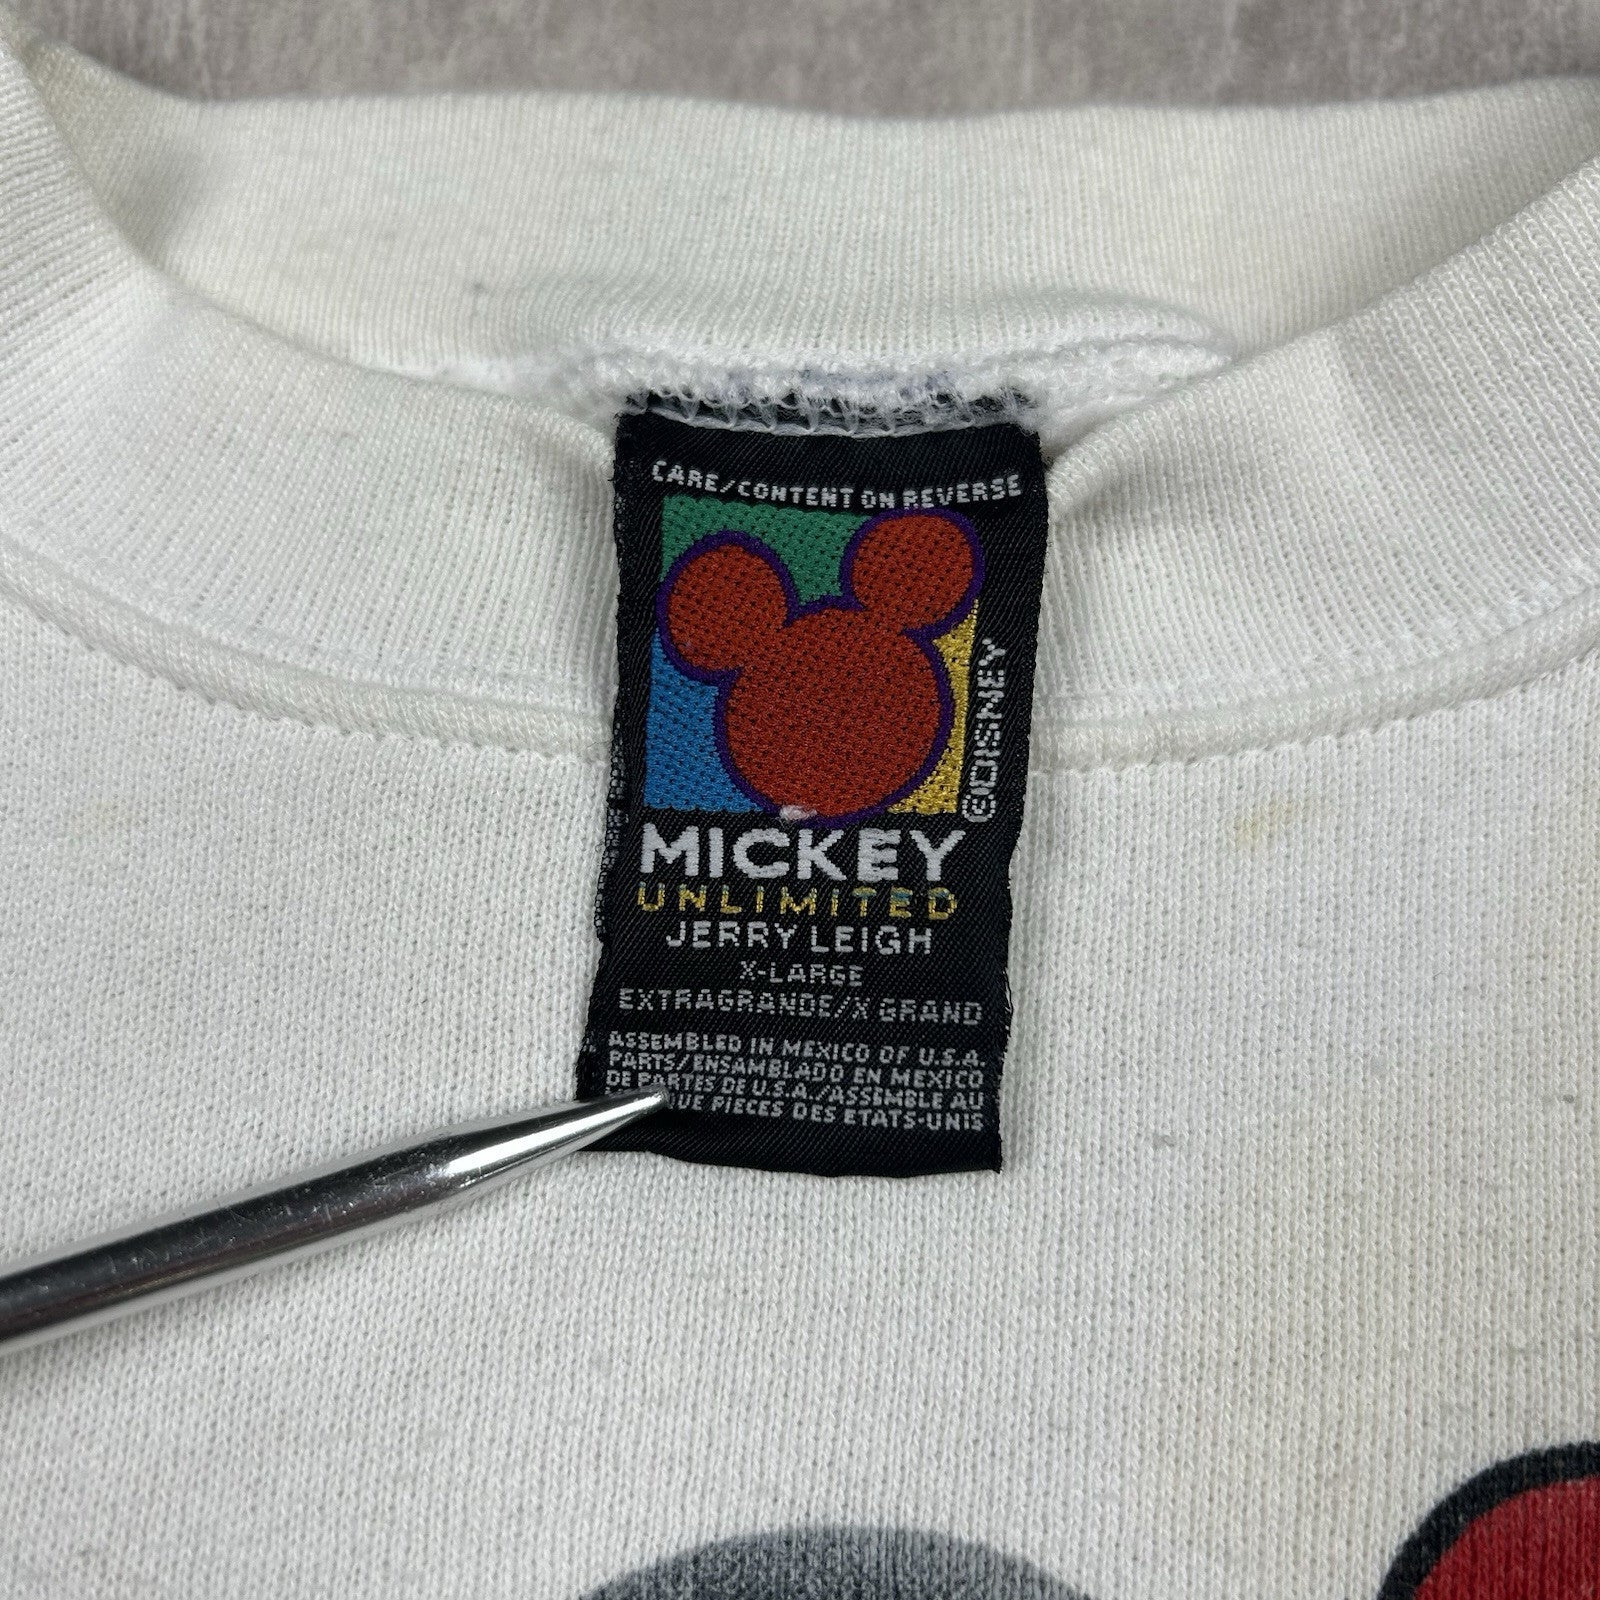 CARE/CONTENT ON REVERSE
©DISNEY
MICKEY
UNLIMITED
JERRY LEIGH
X-LARGE
EXTRAGRANDE/X GRAND
ASSEMBLED IN MEXICO OF U.S.A.
PARTS/ENSAMBLADO EN MEXICO
DE PARTES DE U.S.A./ASSEMBLE AU
QUE PIECES DES ETATS-UNIS